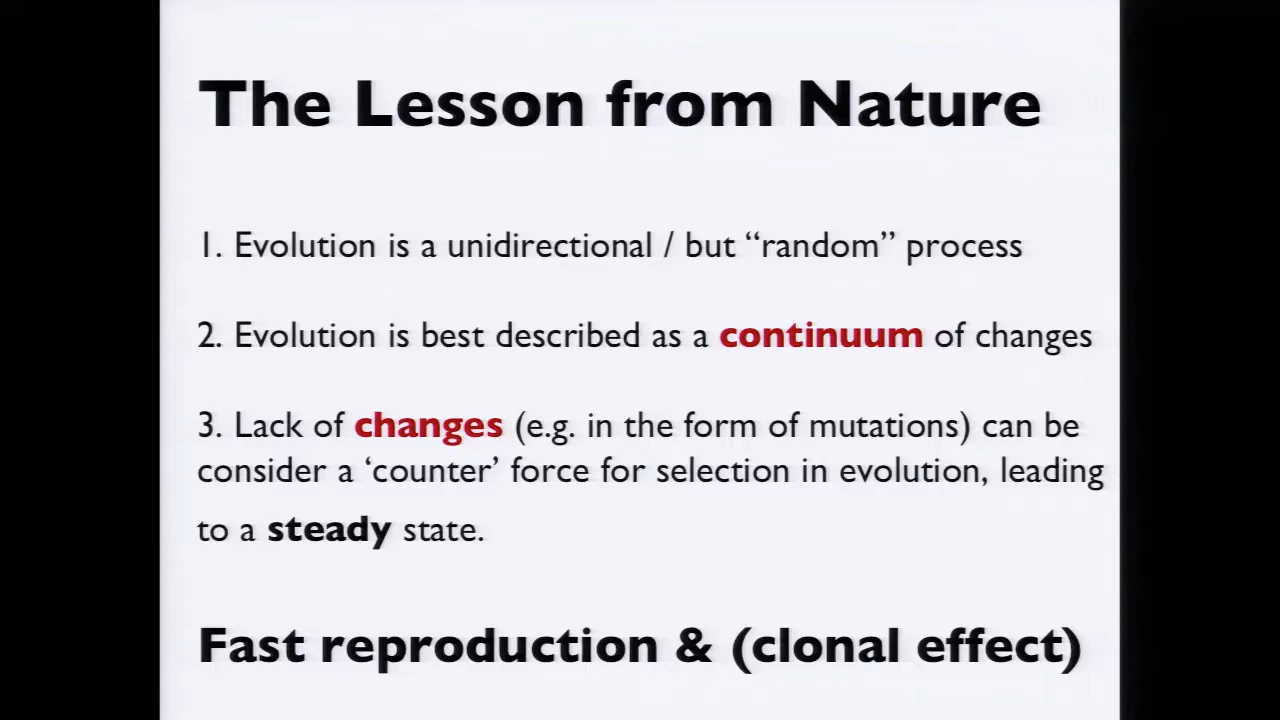 The Lesson from Nature
1. Evolution is a unidirectional / but “random” process
2. Evolution is best described as a continuum of changes
3. Lack of changes (e.g. in the form of mutations) can be
consider a ‘counter’ force for selection in evolution, leading
to a steady state.
Fast reproduction & (clonal effect)